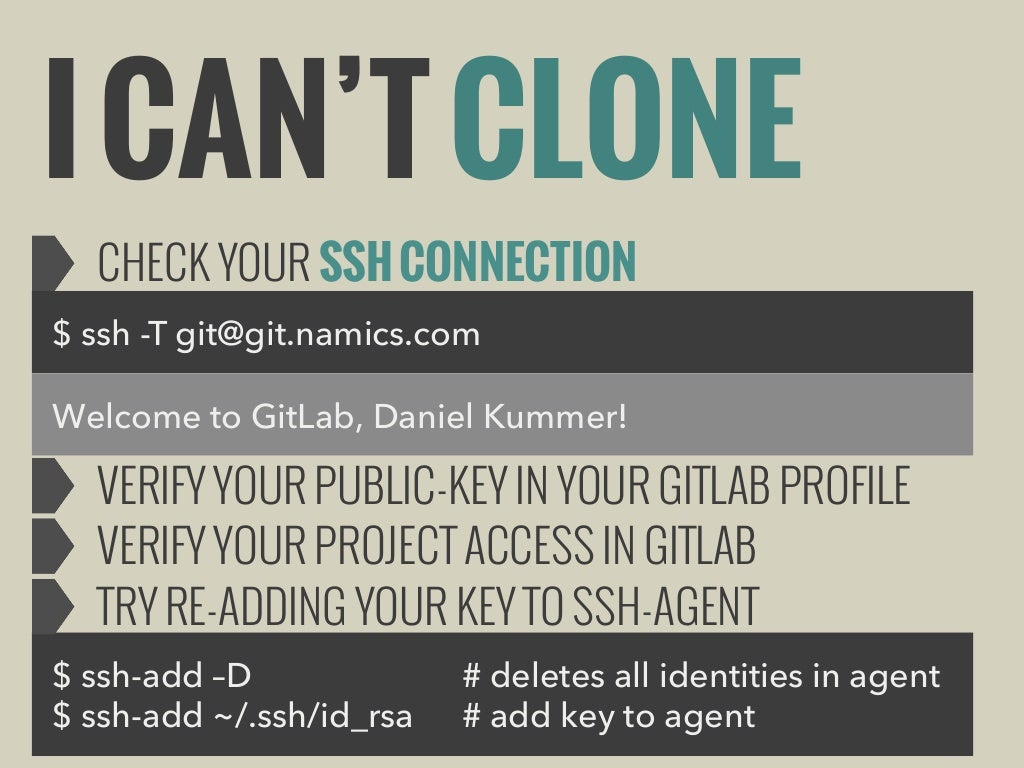 I CAN’T CLONE
CHECK YOUR SSH CONNECTION
$ ssh -T git@git.namics.com
Welcome to GitLab, Daniel Kummer!
VERIFY YOUR PUBLIC-KEY IN YOUR GITLAB PROFILE
VERIFY YOUR PROJECT ACCESS IN GITLAB
TRY RE-ADDING YOUR KEY TO SSH-AGENT
$ ssh-add –D # deletes all identities in agent
$ ssh-add ~/.ssh/id_rsa # add key to agent